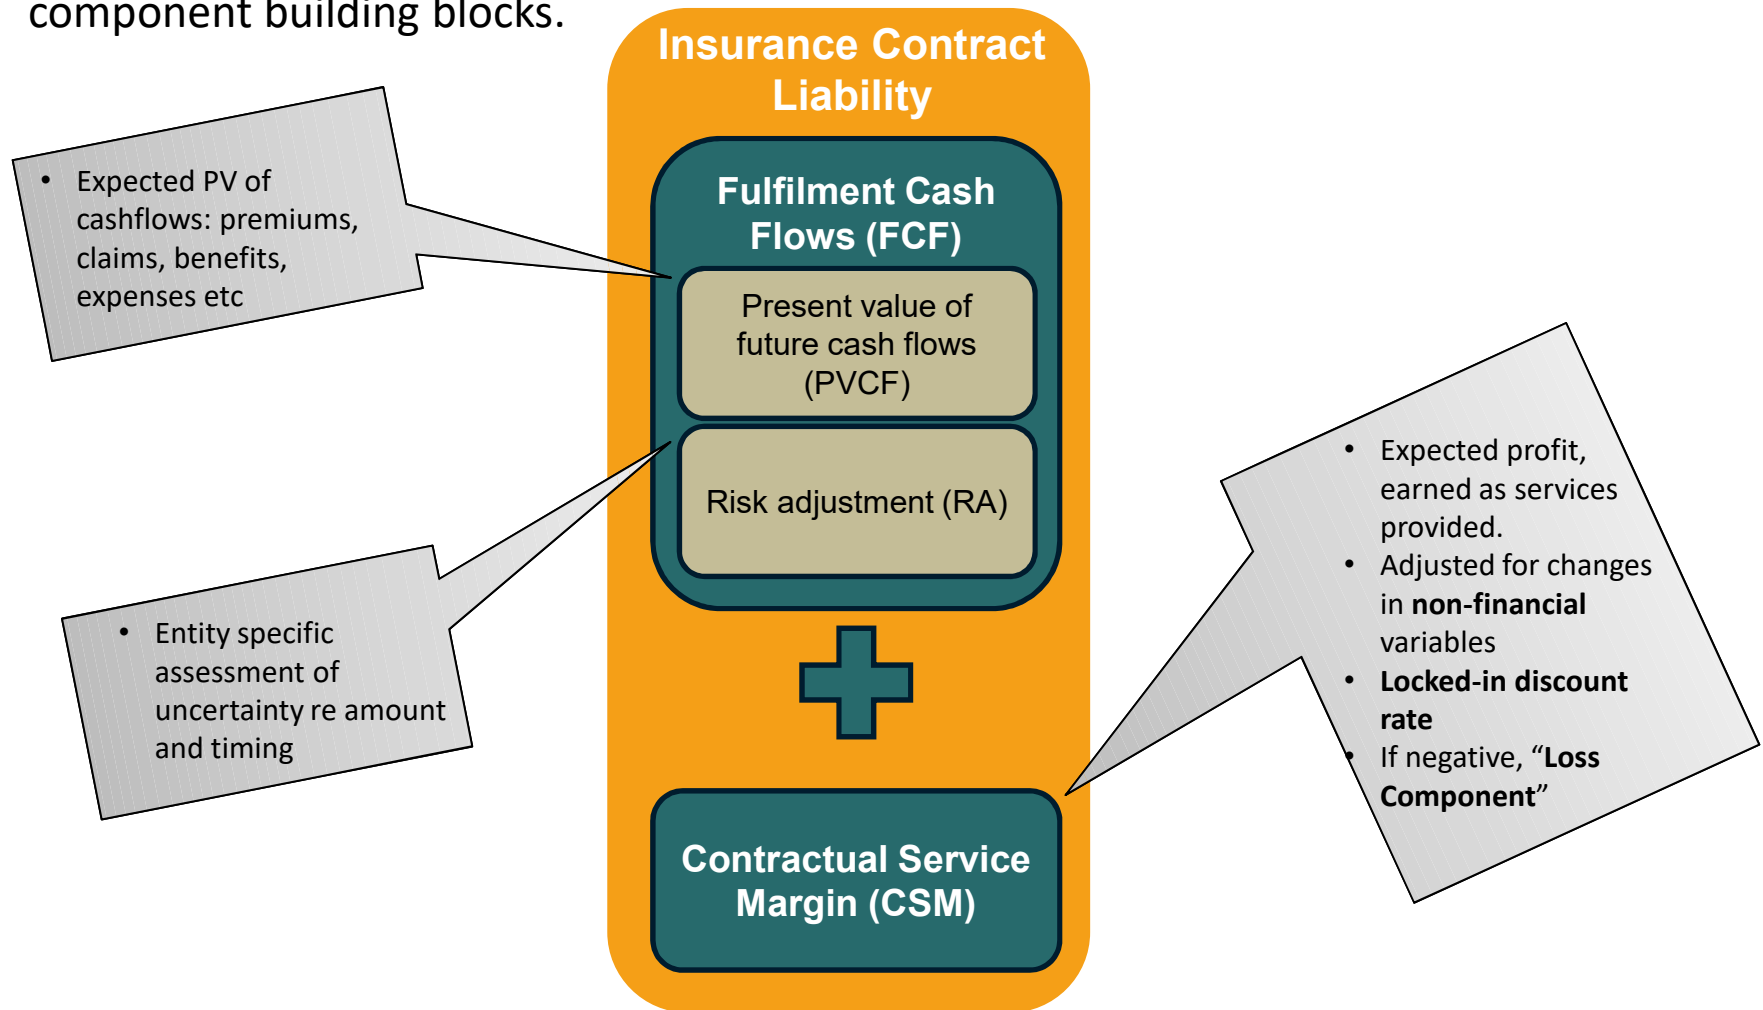 component building blocks.
Insurance Contract
Liability
• Expected PV of
cashflows: premiums,
claims, benefits,
expenses etc
Fulfilment Cash
Flows (FCF)
Present value of
future cash flows
(PVCF)
Risk adjustment (RA)
• Entity specific
assessment of
uncertainty re amount
and timing
• Expected profit,
earned as services
provided.
• Adjusted for changes
in non-financial
variables
• Locked-in discount
rate
• If negative, “Loss
Component”
Contractual Service
Margin (CSM)